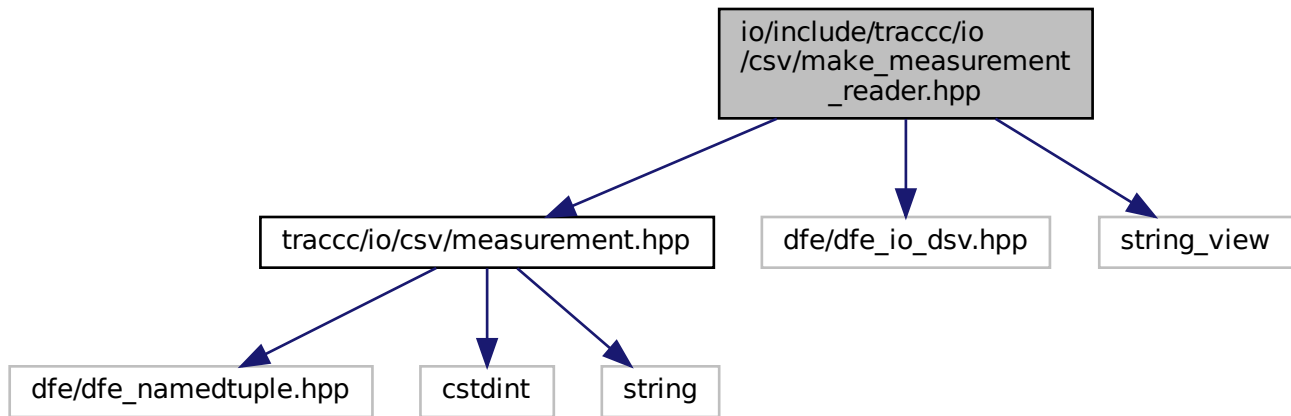 io/include/traccc/io
/csv/make_measurement
_reader.hpp
traccc/io/csv/measurement.hpp
dfe/dfe_io_dsv.hpp
string_view
dfe/dfe_namedtuple.hpp
cstdint
string